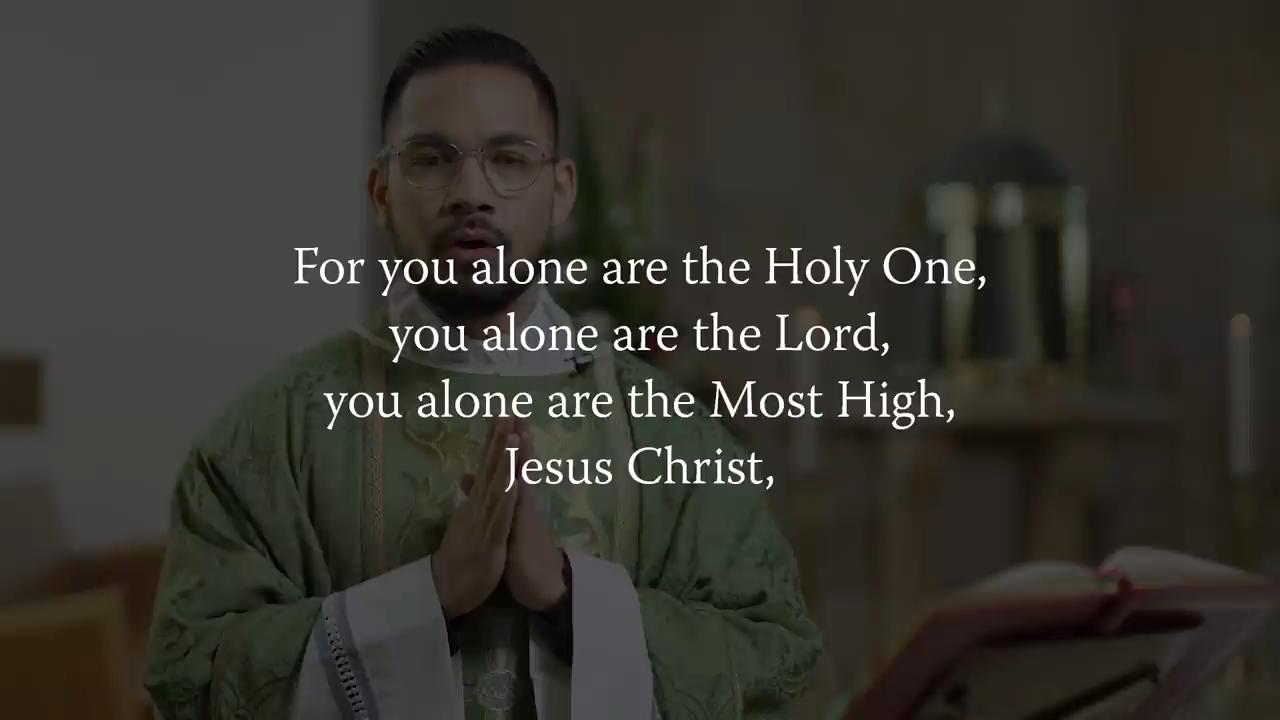 For you alone are the Holy One,
you alone are the Lord,
you alone are the Most High,
Jesus Christ,